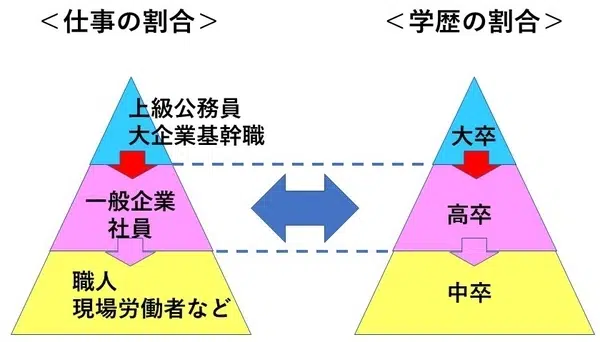 ＜仕事の割合＞
上級公務員
大企業基幹職
一般企業
社員
職人
現場労働者など
＜学歴の割合＞
大卒
高卒
中卒